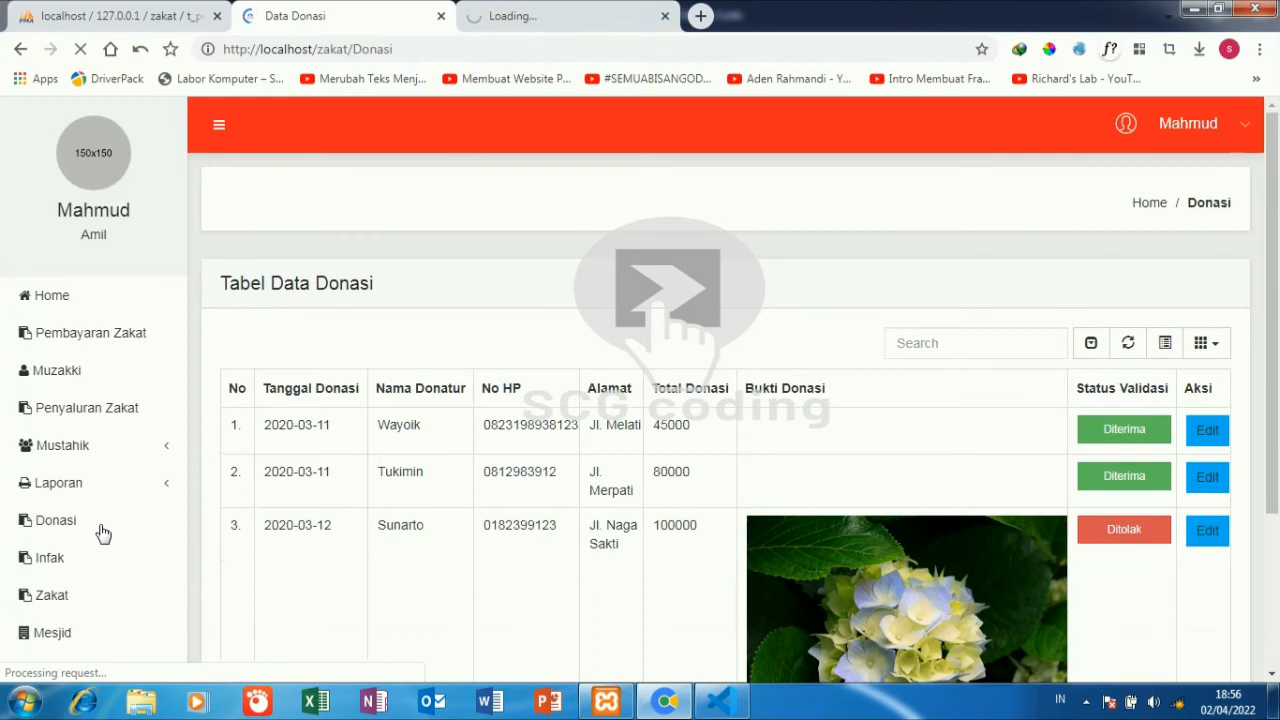 localhost / 127.0.0.1 / zakat / t_p
Data Donasi
Loading...
http://localhost/zakat/Donasi
f?
s
Apps
DriverPack
Labor Komputer – S...
Merubah Teks Menj...
Membuat Website P...
#SEMUABISANGOD...
Aden Rahmandi - Y...
Intro Membuat Fra...
Richard's Lab - YouT...
»
150x150
Mahmud
Amil
Mahmud
Home / Donasi
Home
Pembayaran Zakat
Muzakki
Penyaluran Zakat
Mustahik
Laporan
Donasi
Infak
Zakat
Mesjid
Tabel Data Donasi
Search
No Tanggal Donasi Nama Donatur No HP Alamat Total Donasi Bukti Donasi Status Validasi Aksi
1. 2020-03-11 Wayoik 0823198938123 Jl. Melati 45000 Diterima Edit
2. 2020-03-11 Tukimin 0812983912 Jl. Merpati 80000 Diterima Edit
3. 2020-03-12 Sunarto 0182399123 Jl. Naga Sakti 100000 Ditolak Edit
SCG coding
Processing request...
IN
18:56
02/04/2022